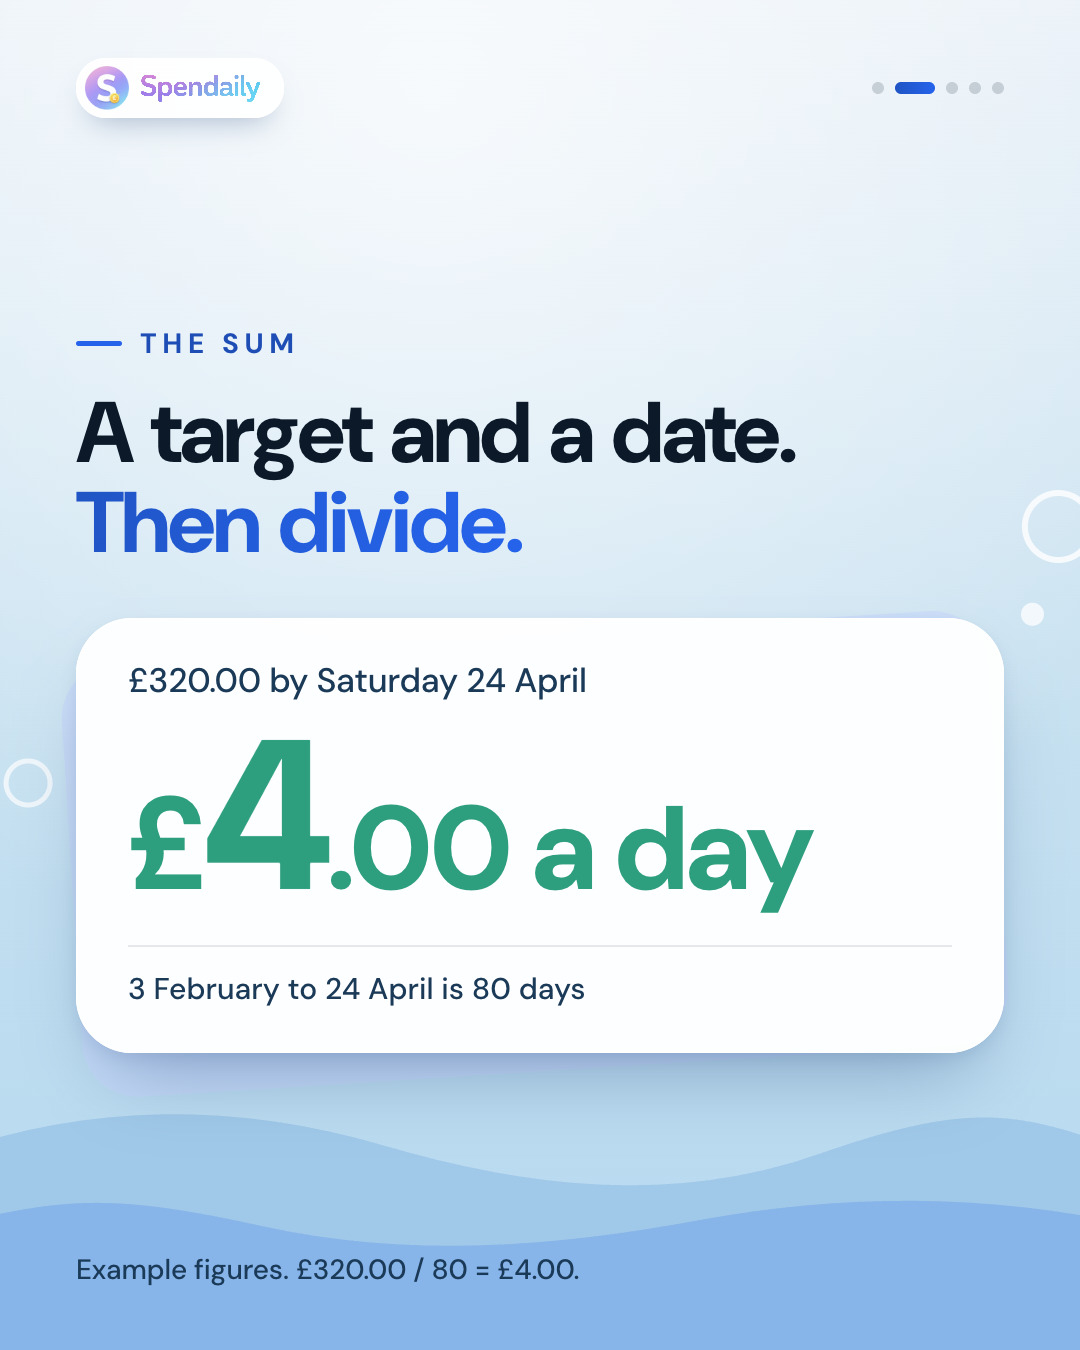 Spendaily
THE SUM
A target and a date.
Then divide.
£320.00 by Saturday 24 April
£4.00 a day
3 February to 24 April is 80 days
Example figures. £320.00 / 80 = £4.00.